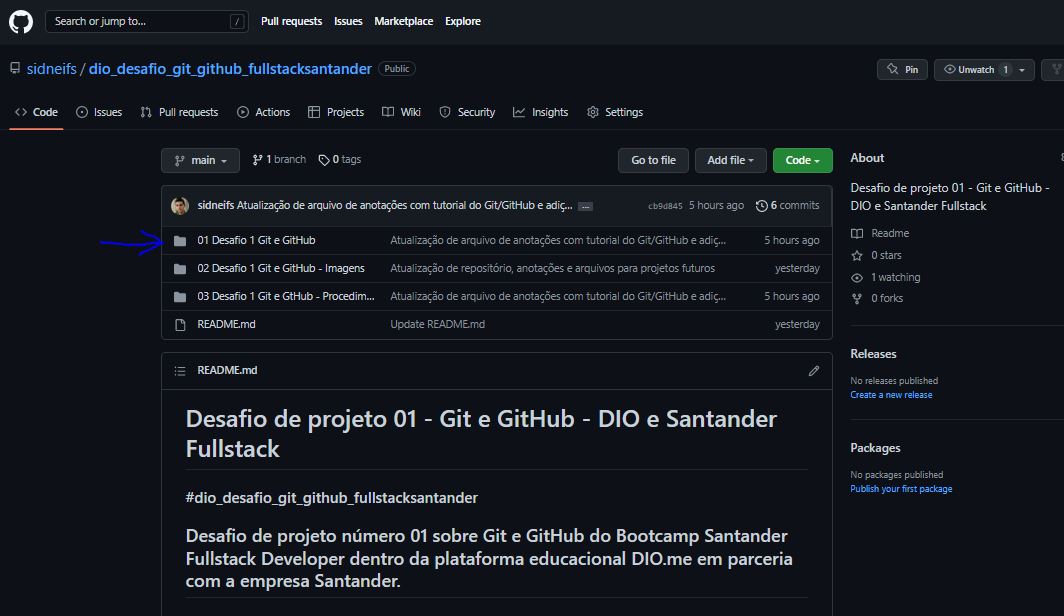 Search or jump to... /
Pull requests Issues Marketplace Explore
sidneifs / dio_desafio_git_github_fullstacksantander Public
Pin Unwatch 1
Code Issues Pull requests Actions Projects Wiki Security Insights Settings
main 1 branch 0 tags Go to file Add file Code
sidneifs Atualização de arquivo de anotações com tutorial do Git/GitHub e adiç... ... cb9d845 5 hours ago 6 commits
01 Desafio 1 Git e GitHub Atualização de arquivo de anotações com tutorial do Git/GitHub e adiç... 5 hours ago
02 Desafio 1 Git e GitHub - Imagens Atualização de repositório, anotações e arquivos para projetos futuros yesterday
03 Desafio 1 Git e GtHub - Procedim... Atualização de arquivo de anotações com tutorial do Git/GitHub e adiç... 5 hours ago
README.md Update README.md yesterday
README.md
Desafio de projeto 01 - Git e GitHub - DIO e Santander
Fullstack
#dio_desafio_git_github_fullstacksantander
Desafio de projeto número 01 sobre Git e GitHub do Bootcamp Santander
Fullstack Developer dentro da plataforma educacional DIO.me em parceria
com a empresa Santander.
About
Desafio de projeto 01 - Git e GitHub -
DIO e Santander Fullstack
Readme
0 stars
1 watching
0 forks
Releases
No releases published
Create a new release
Packages
No packages published
Publish your first package